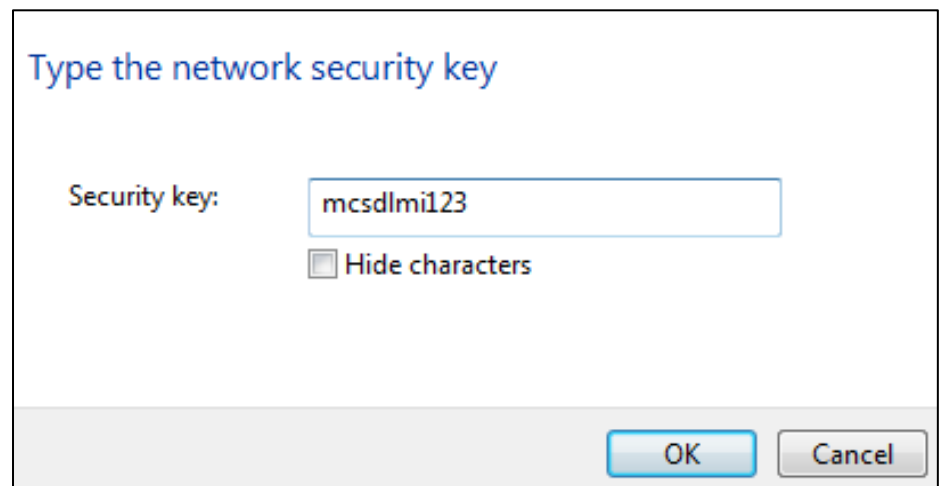 Type the network security key
Security key:
mcsdlmi123
Hide characters
OK
Cancel